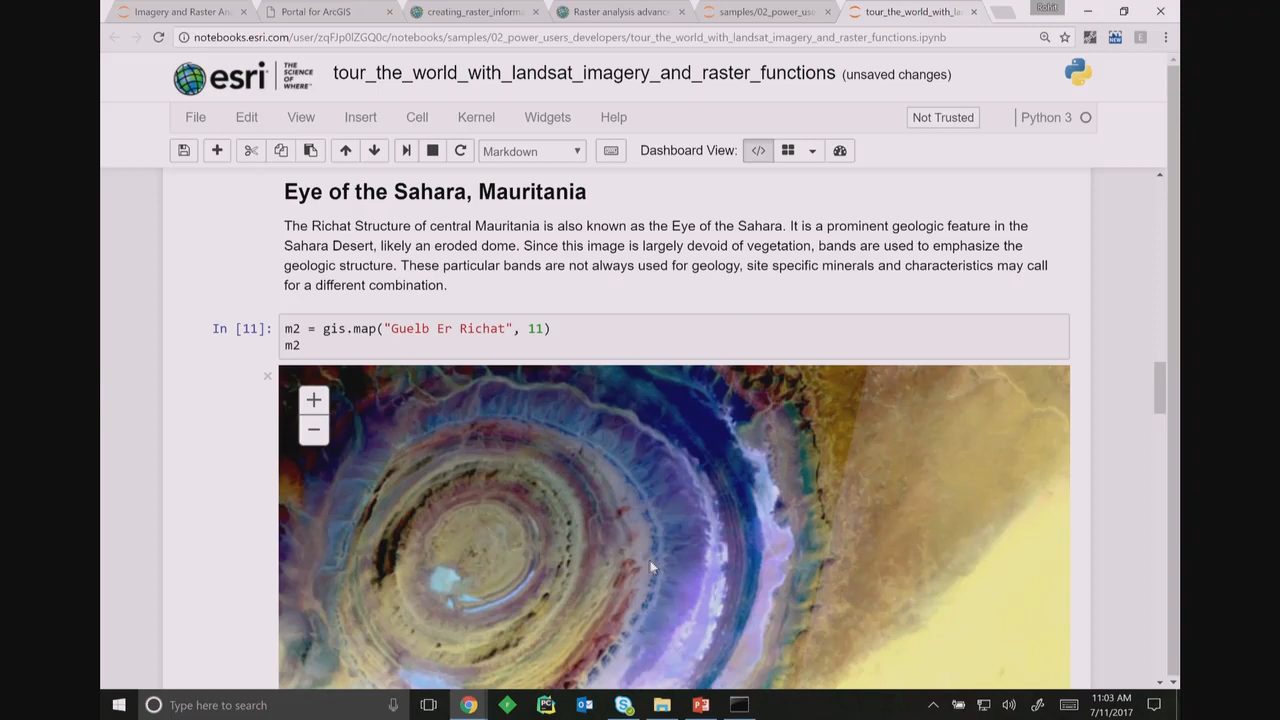 Imagery and Raster An
Portal for ArcGIS
creating_raster_informa
Raster analysis advanc
samples/02_power_use
tour_the_world_with_la
Rohit
notebooks.esri.com/user/zqFJp0lZGQ0c/notebooks/samples/02_power_users_developers/tour_the_world_with_landsat_imagery_and_raster_functions.ipynb
esri THE SCIENCE OF WHERE™ tour_the_world_with_landsat_imagery_and_raster_functions (unsaved changes)
File Edit View Insert Cell Kernel Widgets Help Not Trusted Python 3
Markdown Dashboard View:
Eye of the Sahara, Mauritania
The Richat Structure of central Mauritania is also known as the Eye of the Sahara. It is a prominent geologic feature in the
Sahara Desert, likely an eroded dome. Since this image is largely devoid of vegetation, bands are used to emphasize the
geologic structure. These particular bands are not always used for geology, site specific minerals and characteristics may call
for a different combination.
In [11]: m2 = gis.map("Guelb Er Richat", 11)
m2
Type here to search
11:03 AM
7/11/2017